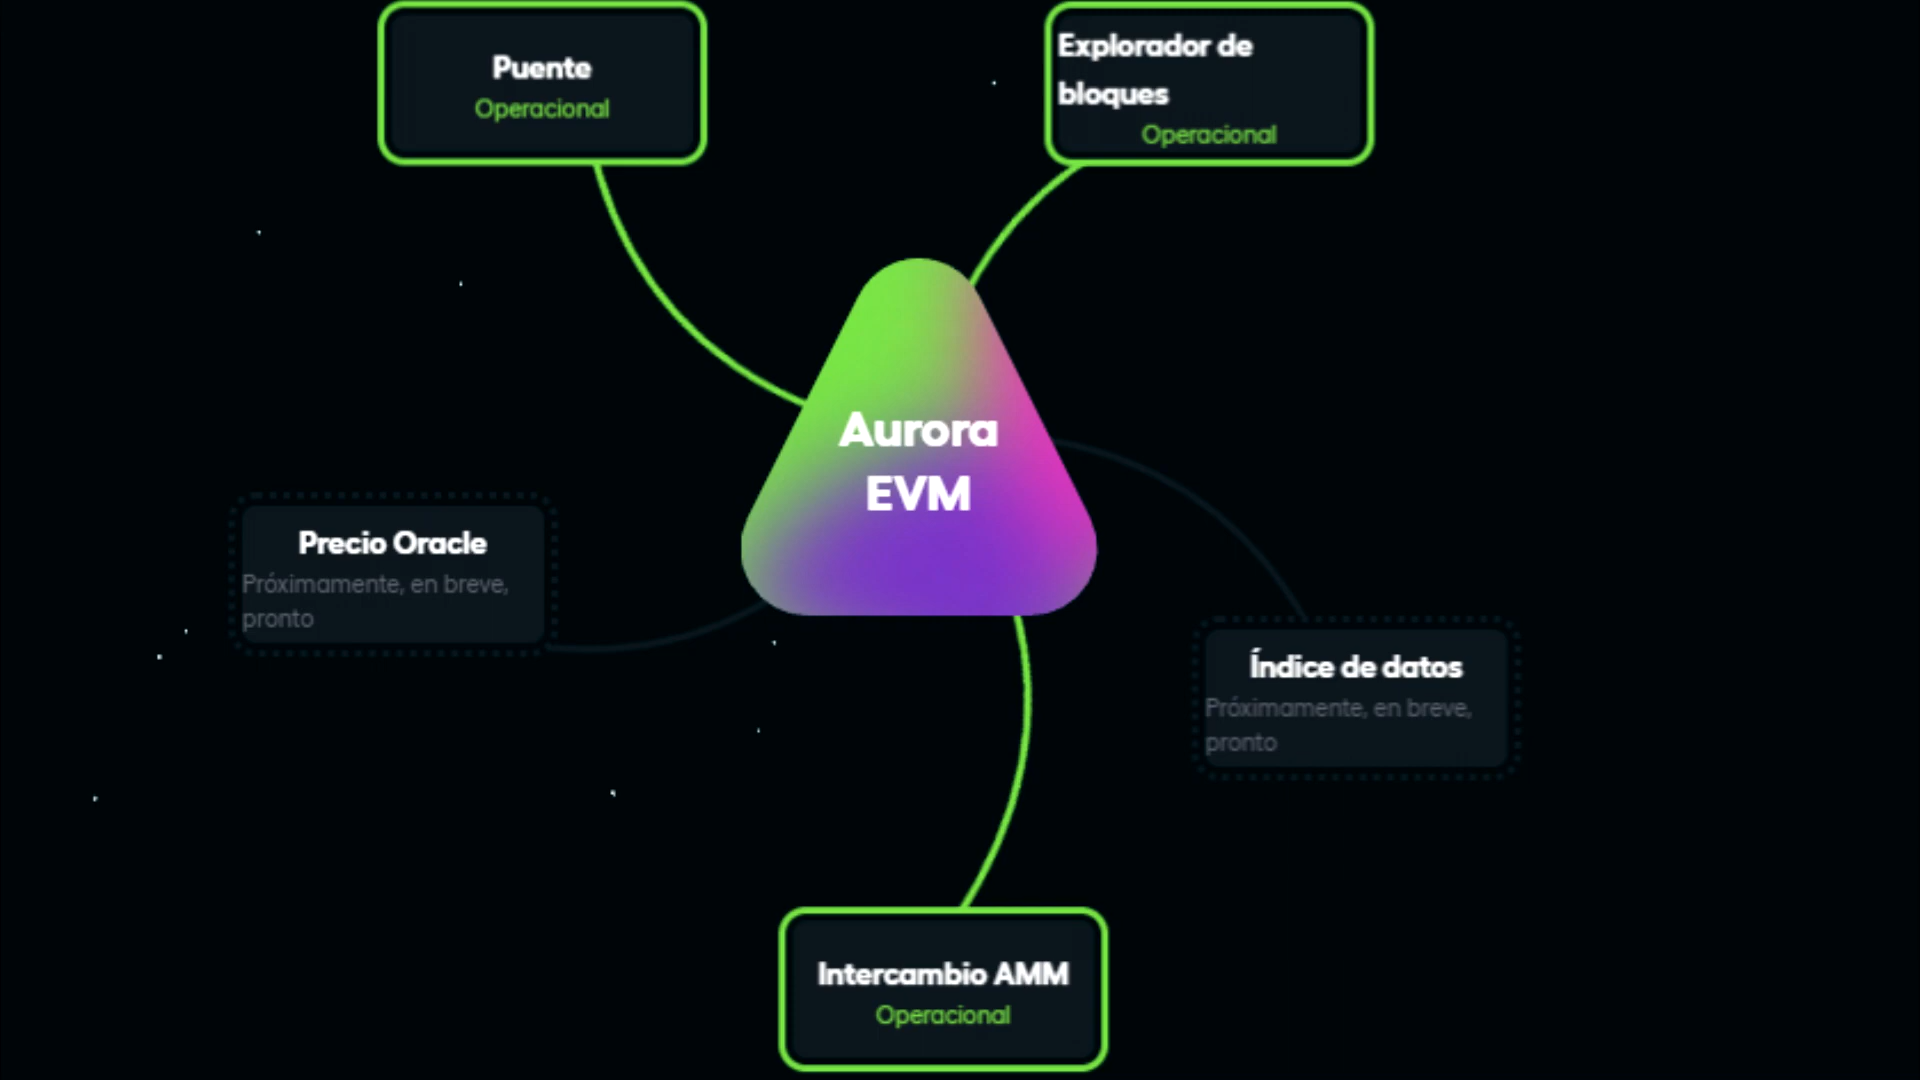 Puente
Operacional
Explorador de
bloques
Operacional
Aurora
EVM
Precio Oracle
Próximamente, en breve,
pronto
Índice de datos
Próximamente, en breve,
pronto
Intercambio AMM
Operacional